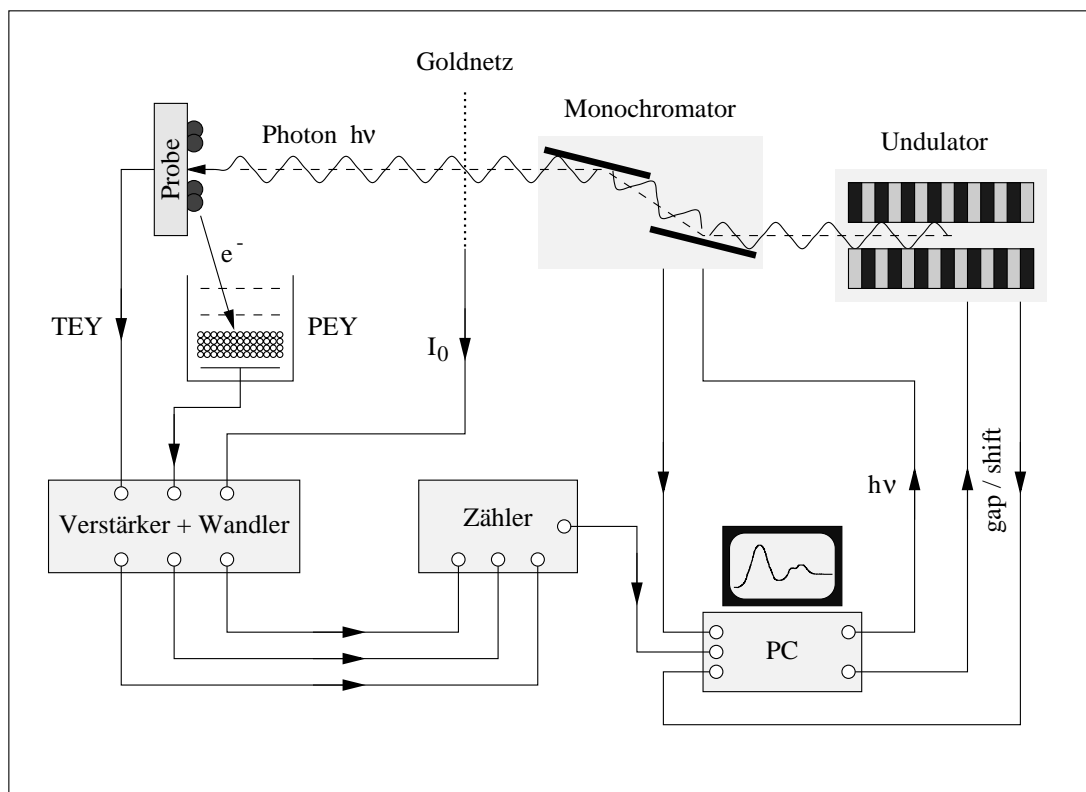 Goldnetz
Monochromator
Undulator
Photon hν
Probe
e-
TEY
PEY
I0
gap / shift
hν
Verstärker + Wandler
Zähler
PC